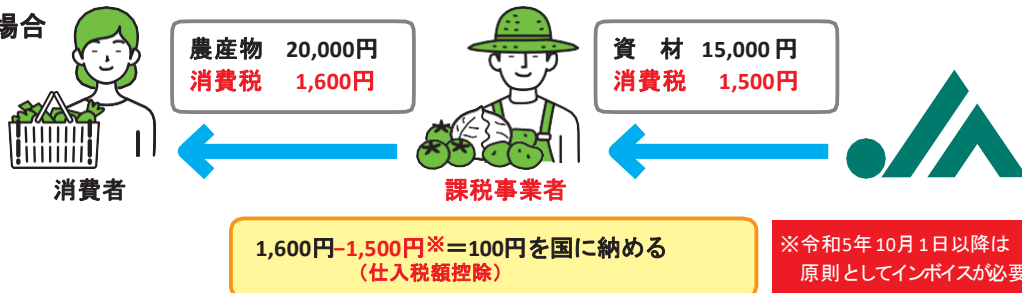 場合
農産物 20,000円
消費税 1,600円
資 材 15,000円
消費税 1,500円
消費者
課税事業者
1,600円−1,500円※＝100円を国に納める
（仕入税額控除）
※令和5年10月1日以降は
原則としてインボイスが必要